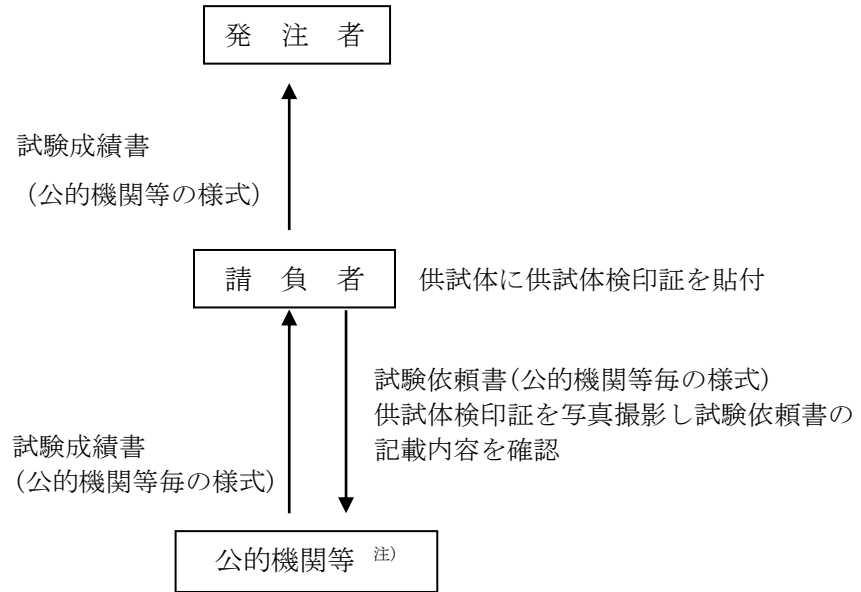 発 注 者
試験成績書
(公的機関等の様式)
請 負 者
供試体に供試体検印証を貼付
試験依頼書(公的機関等毎の様式)
供試体検印証を写真撮影し試験依頼書の
記載内容を確認
試験成績書
(公的機関等毎の様式)
公的機関等 注)